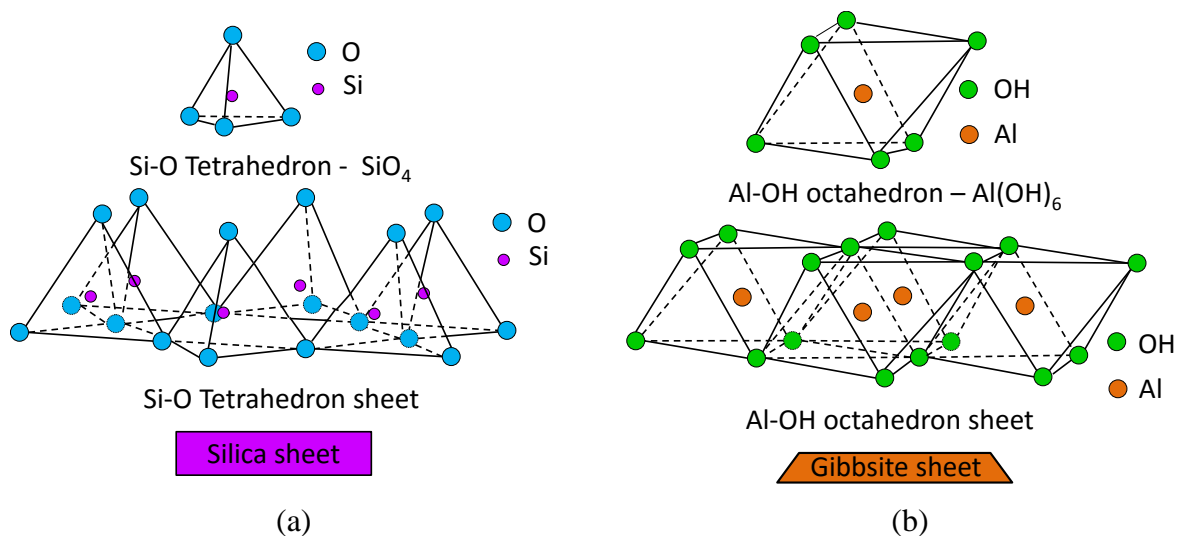 O
Si
Si-O Tetrahedron - SiO₄
O
Si
Si-O Tetrahedron sheet
Silica sheet
(a)
OH
Al
Al-OH octahedron – Al(OH)₆
OH
Al
Al-OH octahedron sheet
Gibbsite sheet
(b)